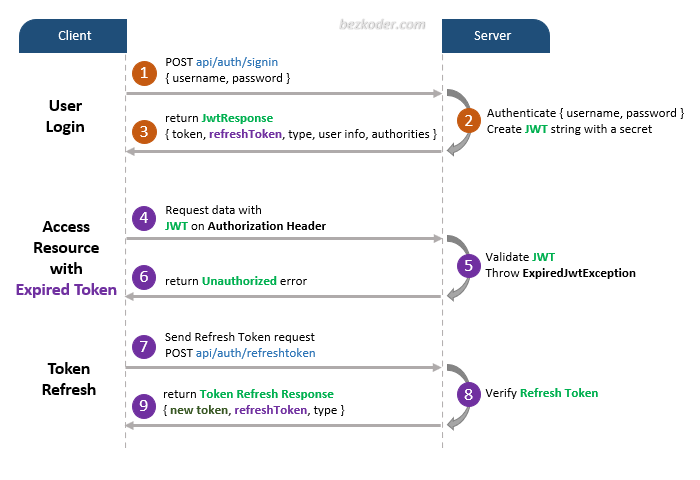 bezkoder.com
Client
Server
User
Login
1
POST api/auth/signin
{ username, password }
2
Authenticate { username, password }
Create JWT string with a secret
3
return JwtResponse
{ token, refreshToken, type, user info, authorities }
Access
Resource
with
Expired Token
4
Request data with
JWT on Authorization Header
5
Validate JWT
Throw ExpiredJwtException
6
return Unauthorized error
Token
Refresh
7
Send Refresh Token request
POST api/auth/refreshtoken
8
Verify Refresh Token
9
return Token Refresh Response
{ new token, refreshToken, type }